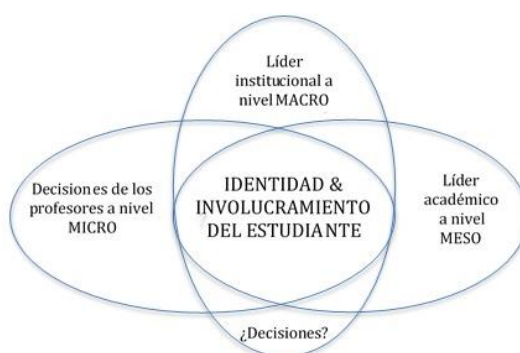 Líder
institucional a
nivel MACRO
Decisiones de los
profesores a nivel
MICRO
IDENTIDAD &
INVOLUCRAMIENTO
DEL ESTUDIANTE
Líder
académico
a nivel
MESO
¿Decisiones?